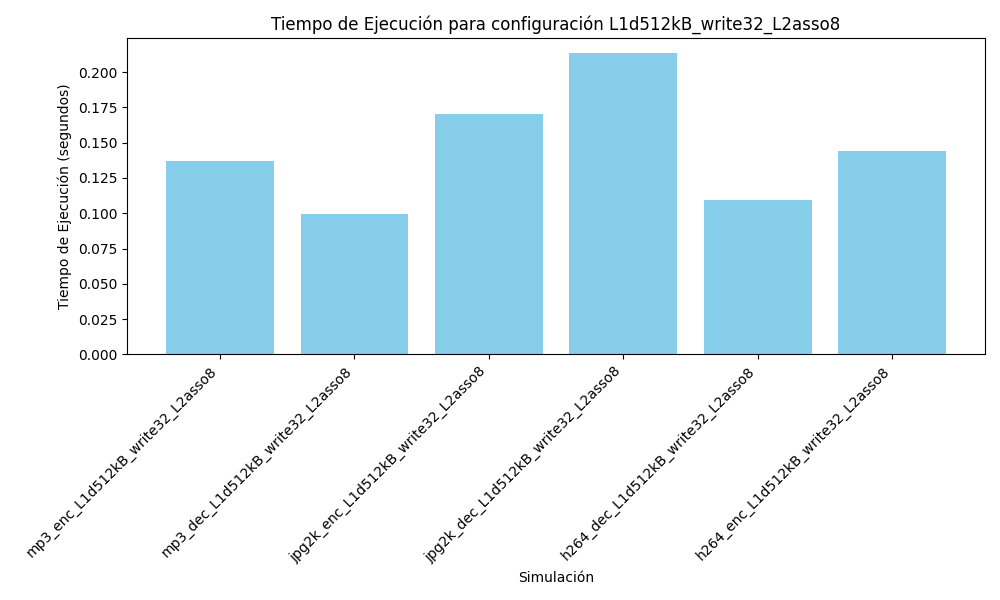 Tiempo de Ejecución para configuración L1d512kB_write32_L2asso8
Tiempo de Ejecución (segundos)
0.200
0.175
0.150
0.125
0.100
0.075
0.050
0.025
0.000
mp3_enc_L1d512kB_write32_L2asso8
mp3_dec_L1d512kB_write32_L2asso8
jpg2k_enc_L1d512kB_write32_L2asso8
jpg2k_dec_L1d512kB_write32_L2asso8
h264_dec_L1d512kB_write32_L2asso8
h264_enc_L1d512kB_write32_L2asso8
Simulación